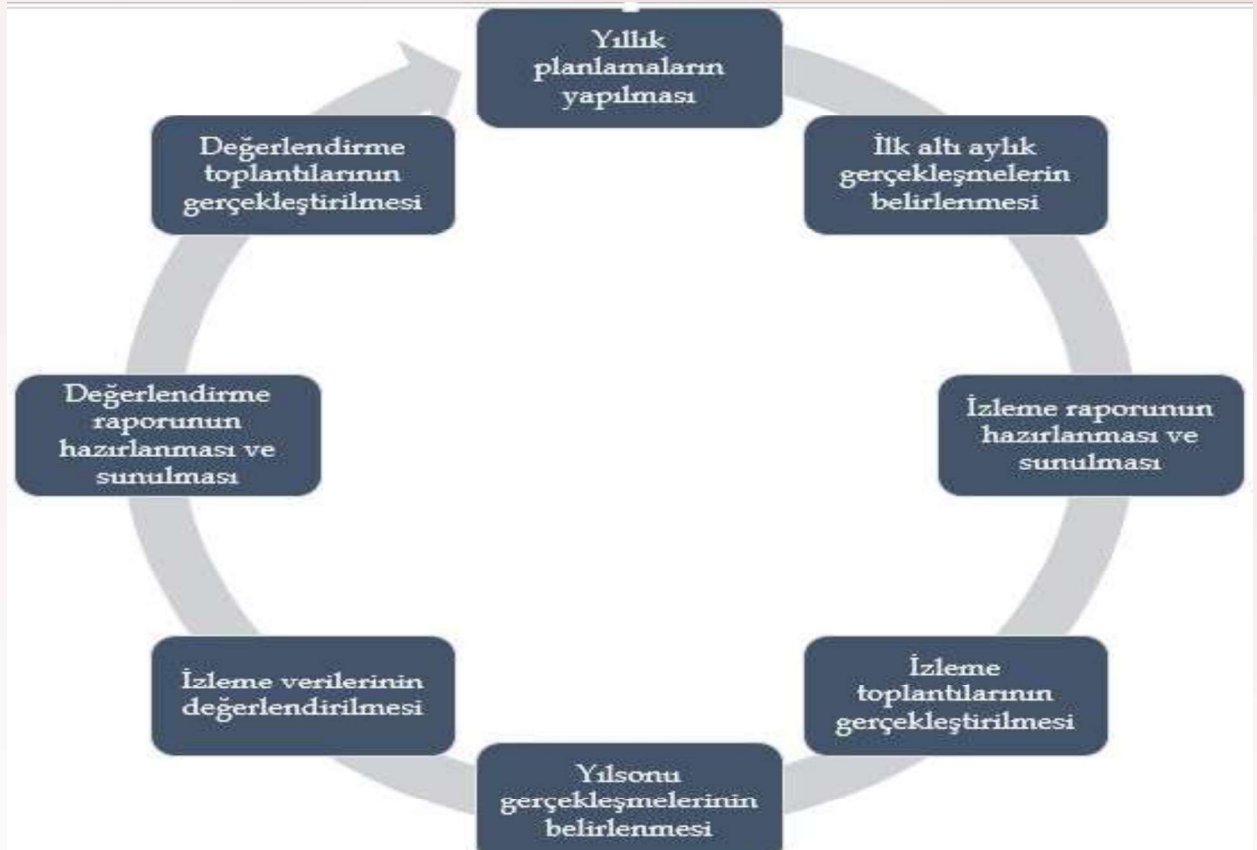 Yıllık
planlamaların
yapılması
İlk altı aylık
gerçekleşmelerin
belirlenmesi
İzleme raporunun
hazırlanması ve
sunulması
İzleme
toplantılarının
gerçekleştirilmesi
Yılsonu
gerçekleşmelerinin
belirlenmesi
İzleme verilerinin
değerlendirilmesi
Değerlendirme
raporunun
hazırlanması ve
sunulması
Değerlendirme
toplantılarının
gerçekleştirilmesi